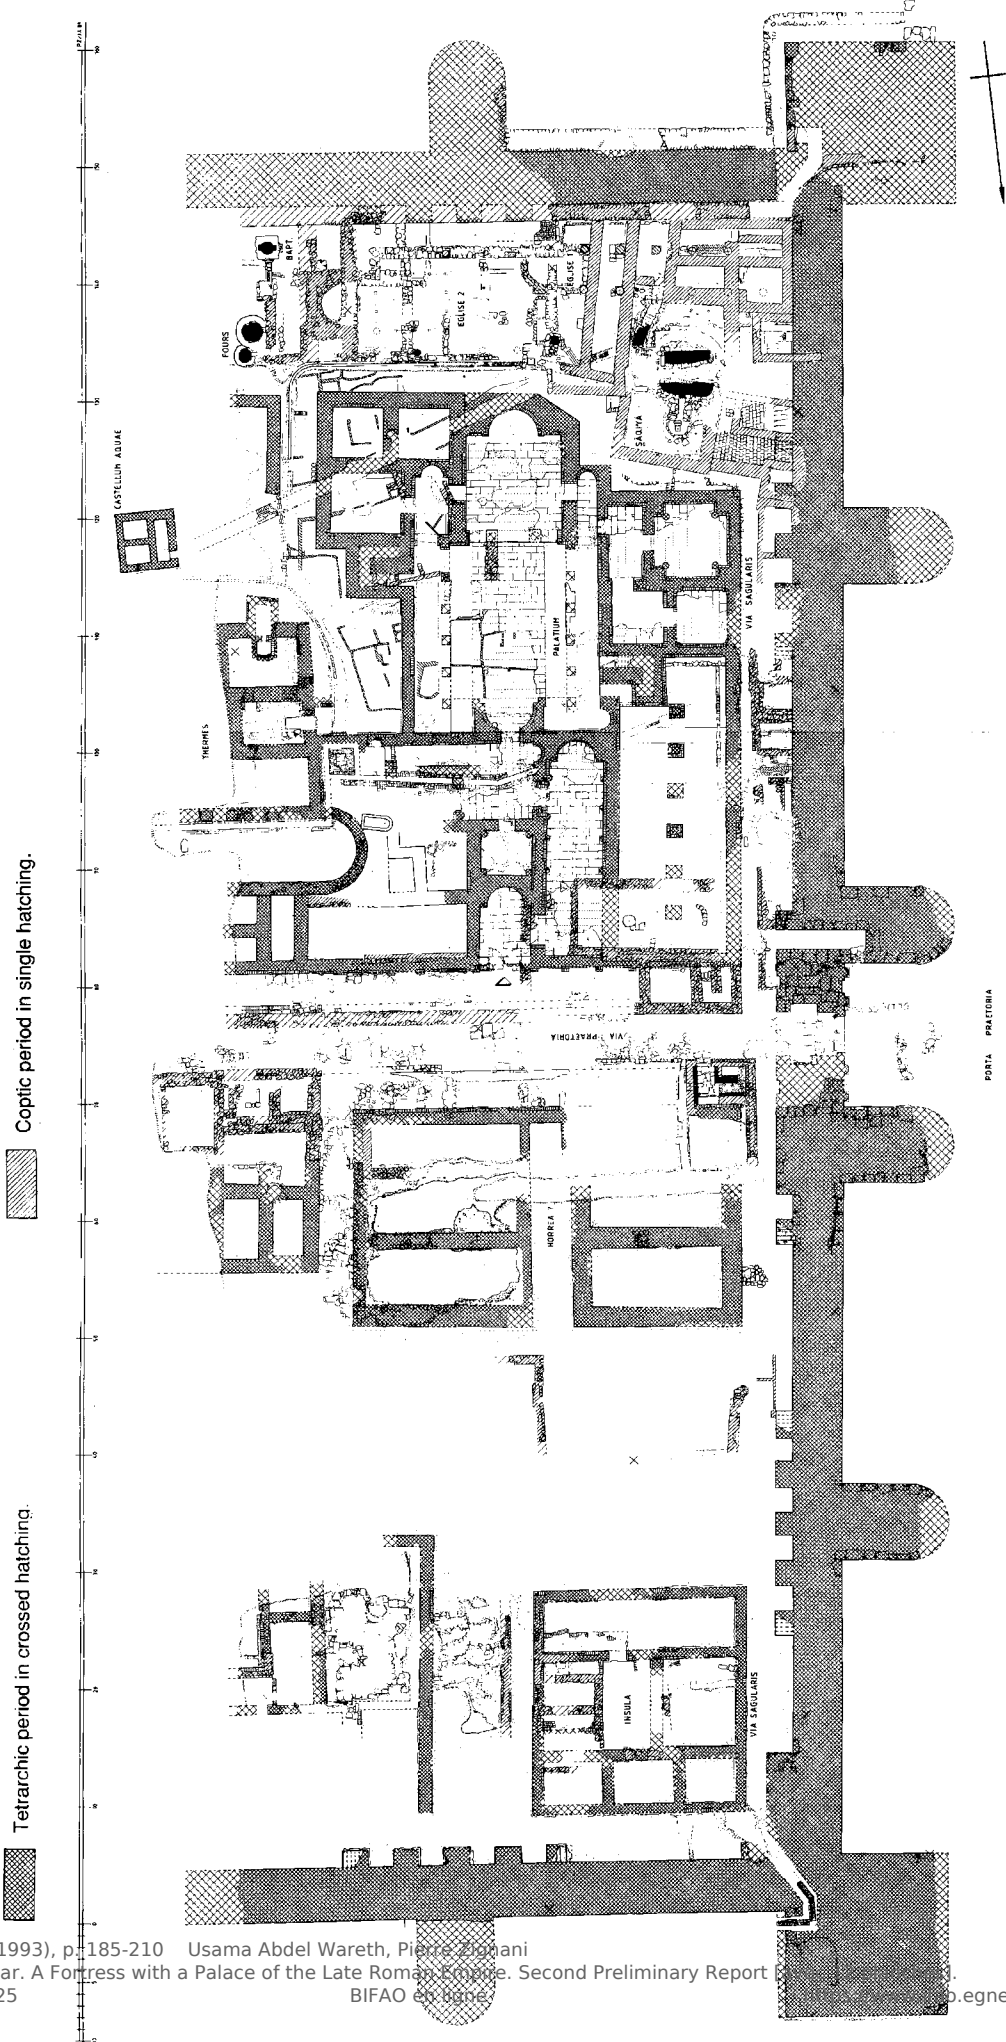 Coptic period in single hatching.
Tetrarchic period in crossed hatching.
BAPT.
FOURS
EGLISE 2
EGLISE 1
SAQIYA
CASTELLUM AQUAE
VIA SAGULARIS
PALATIUM
THERMES
VIA PRAETORIA
PORTA PRAETORIA
HORREA ?
INSULA
VIA SAGULARIS
1993), p. 185-210 Usama Abdel Wareth, Pierre Zignani
ar. A Fortress with a Palace of the Late Roman Empire. Second Preliminary Report
25 BIFAO en ligne